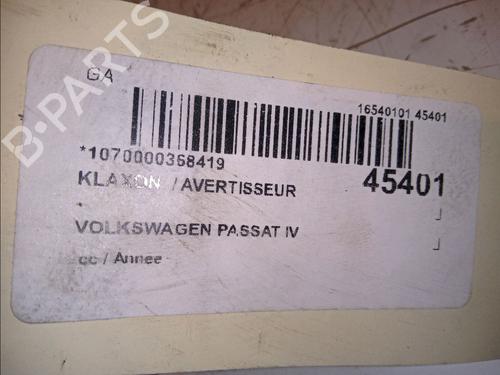 GA
16540101 45401
*1070000368419
KLAXON /AVERTISSEUR 45401
-
VOLKSWAGEN PASSAT IV
cc / Annee
B-PARTS